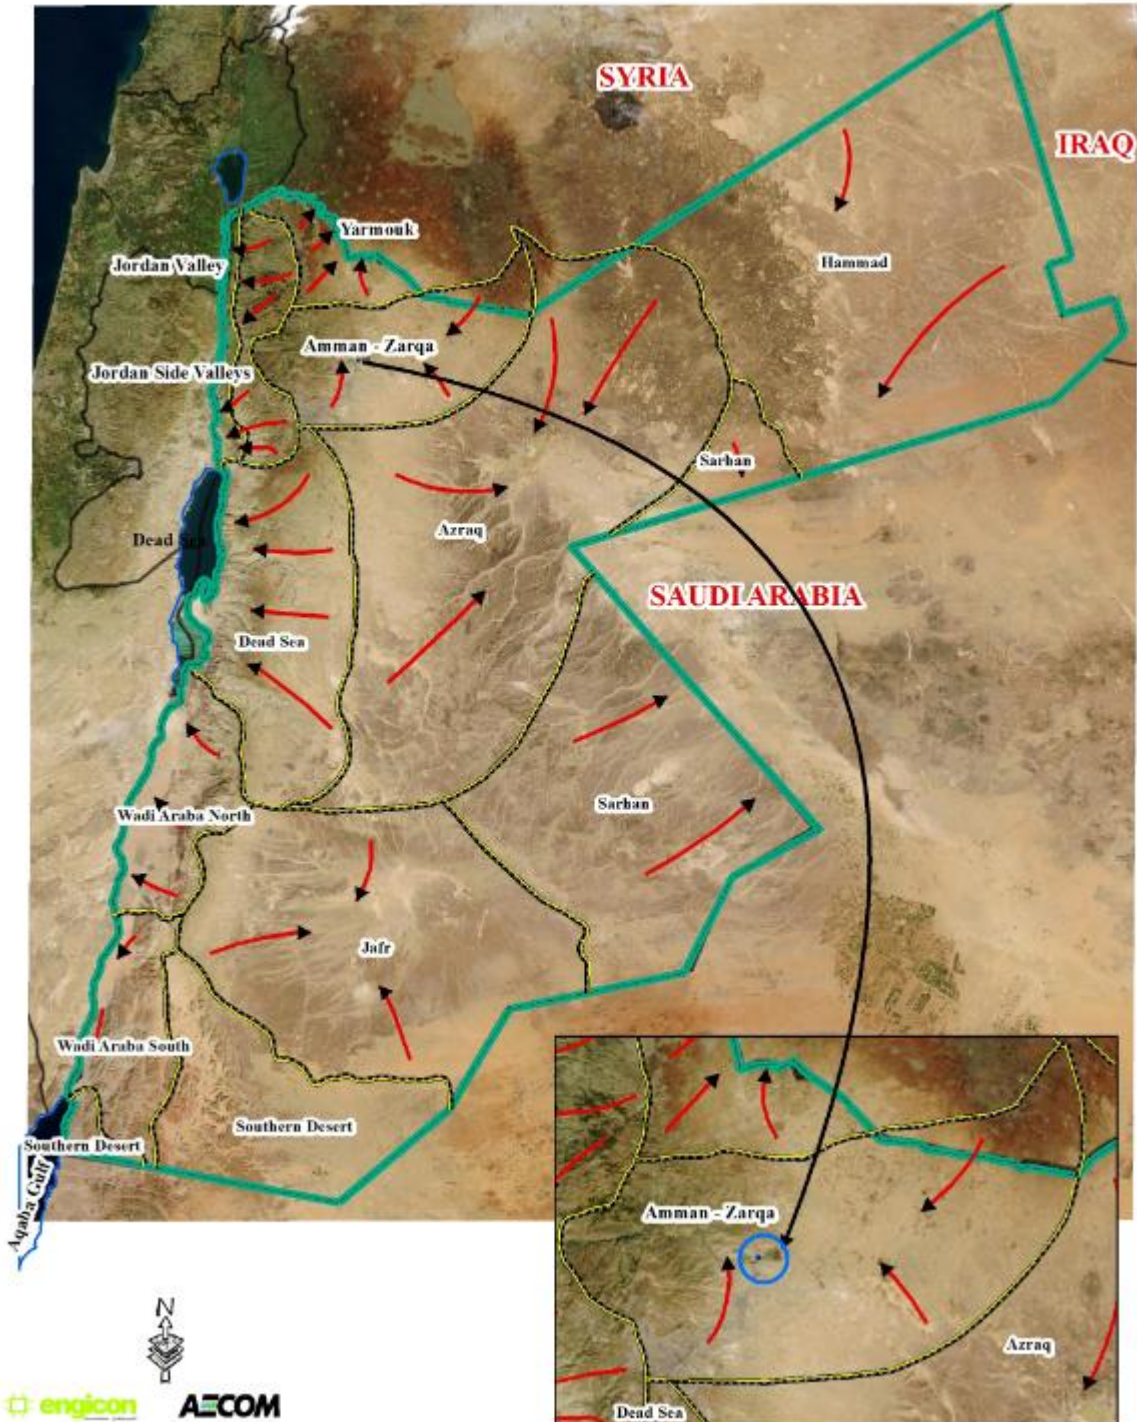 SYRIA
IRAQ
Yarmouk
Jordan Valley
Hammad
Amman - Zarqa
Jordan Side Valleys
Sarhan
Azraq
Dead Sea
SAUDI ARABIA
Dead Sea
Sarhan
Wadi Araba North
Jafr
Wadi Araba South
Southern Desert
Southern Desert
Aqaba Gulf
Amman - Zarqa
Azraq
Dead Sea
N
engicon
AECOM